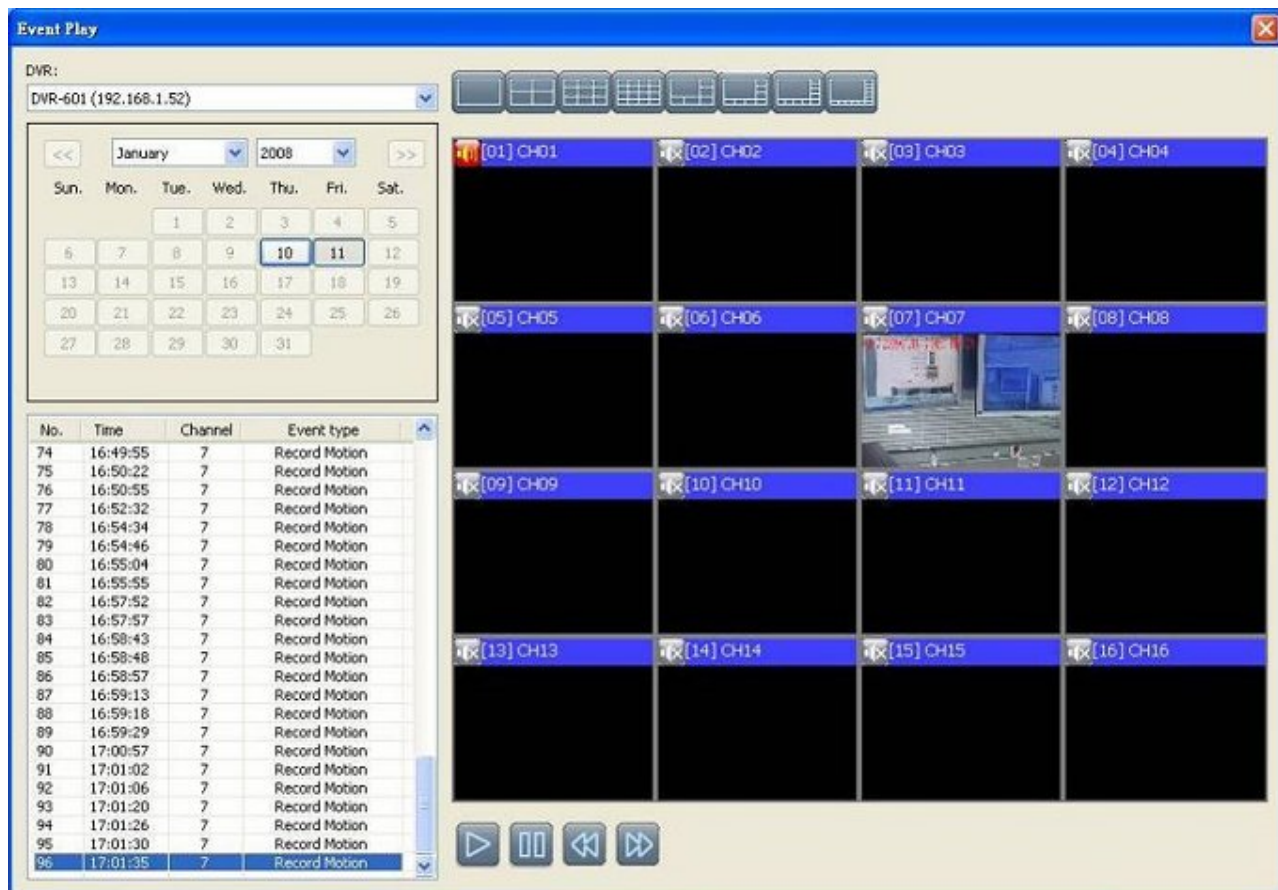 Event Play
DVR:
DVR-601 (192.168.1.52)
<< January 2008 >>
Sun. Mon. Tue. Wed. Thu. Fri. Sat.
1 2 3 4 5
6 7 8 9 10 11 12
13 14 15 16 17 18 19
20 21 22 23 24 25 26
27 28 29 30 31
No. Time Channel Event type
74 16:49:55 7 Record Motion
75 16:50:22 7 Record Motion
76 16:50:55 7 Record Motion
77 16:52:32 7 Record Motion
78 16:54:34 7 Record Motion
79 16:54:46 7 Record Motion
80 16:55:04 7 Record Motion
81 16:55:55 7 Record Motion
82 16:57:52 7 Record Motion
83 16:57:57 7 Record Motion
84 16:58:43 7 Record Motion
85 16:58:48 7 Record Motion
86 16:58:57 7 Record Motion
87 16:59:13 7 Record Motion
88 16:59:18 7 Record Motion
89 16:59:29 7 Record Motion
90 17:00:57 7 Record Motion
91 17:01:02 7 Record Motion
92 17:01:06 7 Record Motion
93 17:01:20 7 Record Motion
94 17:01:26 7 Record Motion
95 17:01:30 7 Record Motion
96 17:01:35 7 Record Motion
[01] CH01 [02] CH02 [03] CH03 [04] CH04
[05] CH05 [06] CH06 [07] CH07 [08] CH08
[09] CH09 [10] CH10 [11] CH11 [12] CH12
[13] CH13 [14] CH14 [15] CH15 [16] CH16